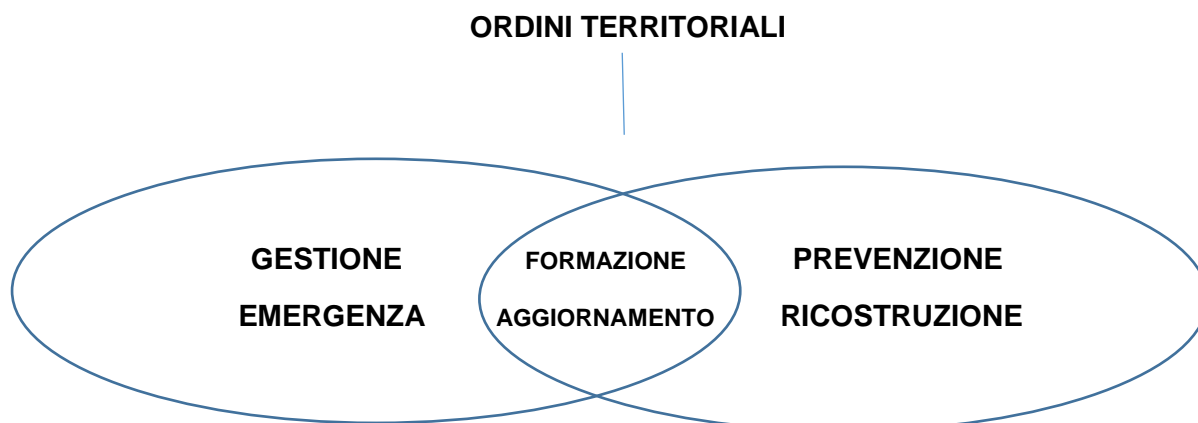 ORDINI TERRITORIALI
GESTIONE FORMAZIONE PREVENZIONE
EMERGENZA AGGIORNAMENTO RICOSTRUZIONE